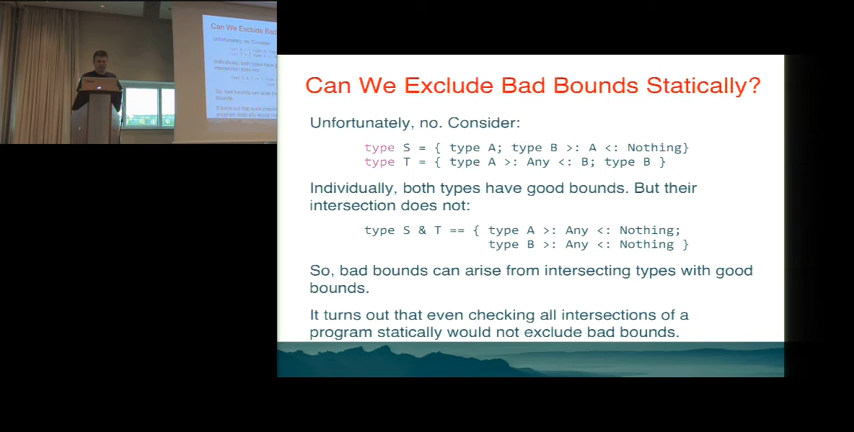 Can We Exclude Bad Bounds Statically?
Unfortunately, no. Consider:
type S = { type A; type B >: A <: Nothing}
type T = { type A >: Any <: B; type B }
Individually, both types have good bounds. But their
intersection does not:
type S & T == { type A >: Any <: Nothing;
type B >: Any <: Nothing }
So, bad bounds can arise from intersecting types with good
bounds.
It turns out that even checking all intersections of a
program statically would not exclude bad bounds.